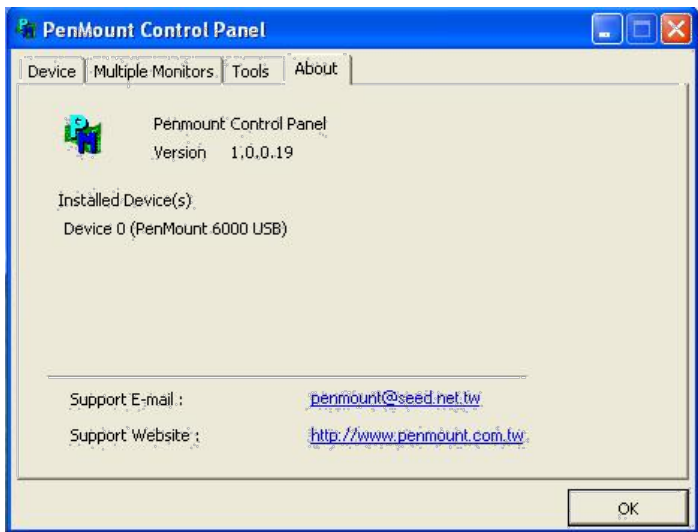 PenMount Control Panel
Device Multiple Monitors Tools About
Penmount Control Panel
Version 1.0.0.19
Installed Device(s)
Device 0 (PenMount 6000 USB)
Support E-mail : penmount@seed.net.tw
Support Website : http://www.penmount.com.tw
OK